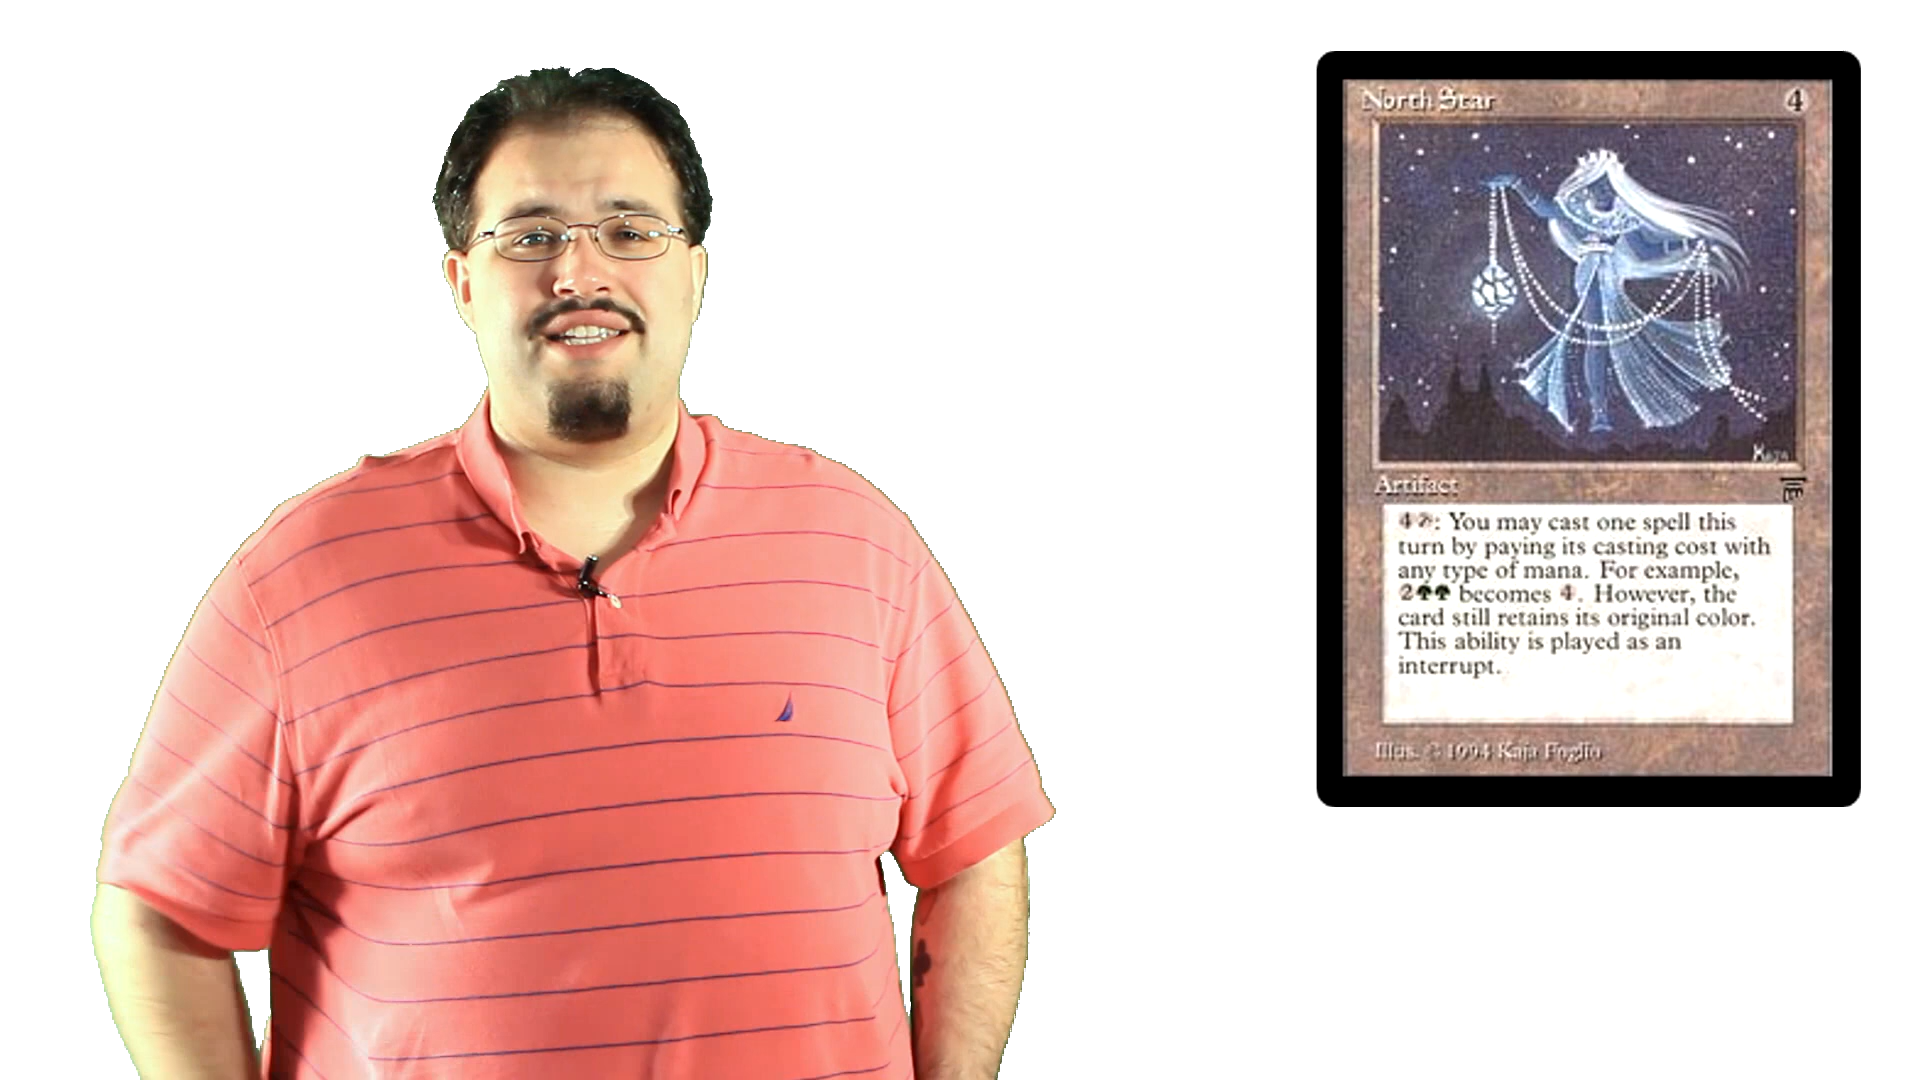 North Star 4
Kaja
Artifact
4: You may cast one spell this
turn by paying its casting cost with
any type of mana. For example,
2 becomes 4. However, the
card still retains its original color.
This ability is played as an
interrupt.
Illus. © 1994 Kaja Foglio